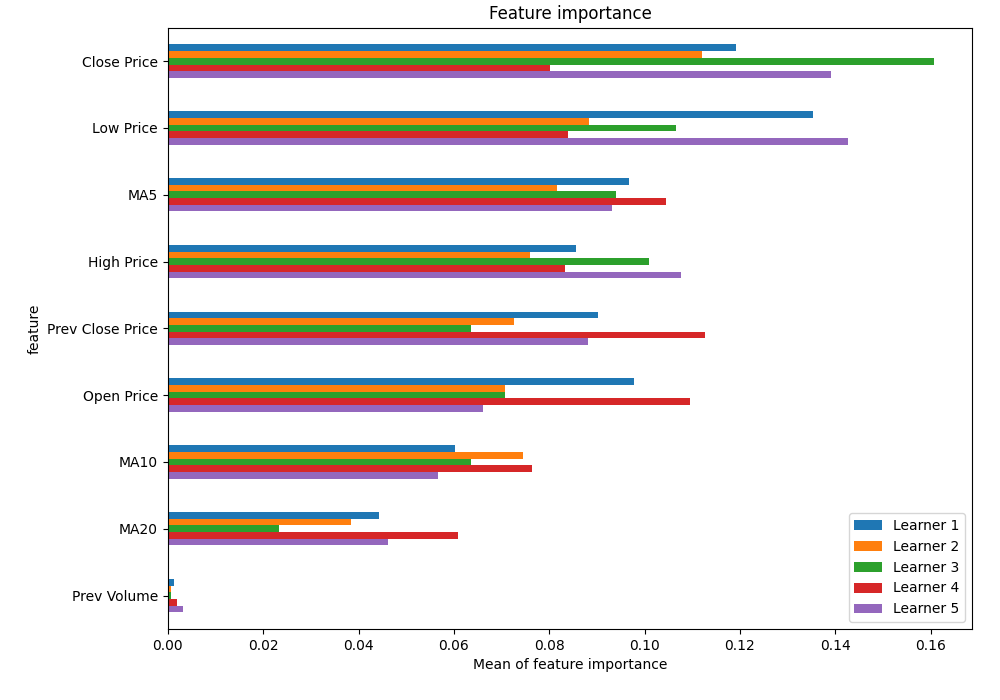 Feature importance
Close Price
Low Price
MA5
High Price
Prev Close Price
Open Price
MA10
MA20
Prev Volume
feature
Learner 1
Learner 2
Learner 3
Learner 4
Learner 5
0.00 0.02 0.04 0.06 0.08 0.10 0.12 0.14 0.16
Mean of feature importance